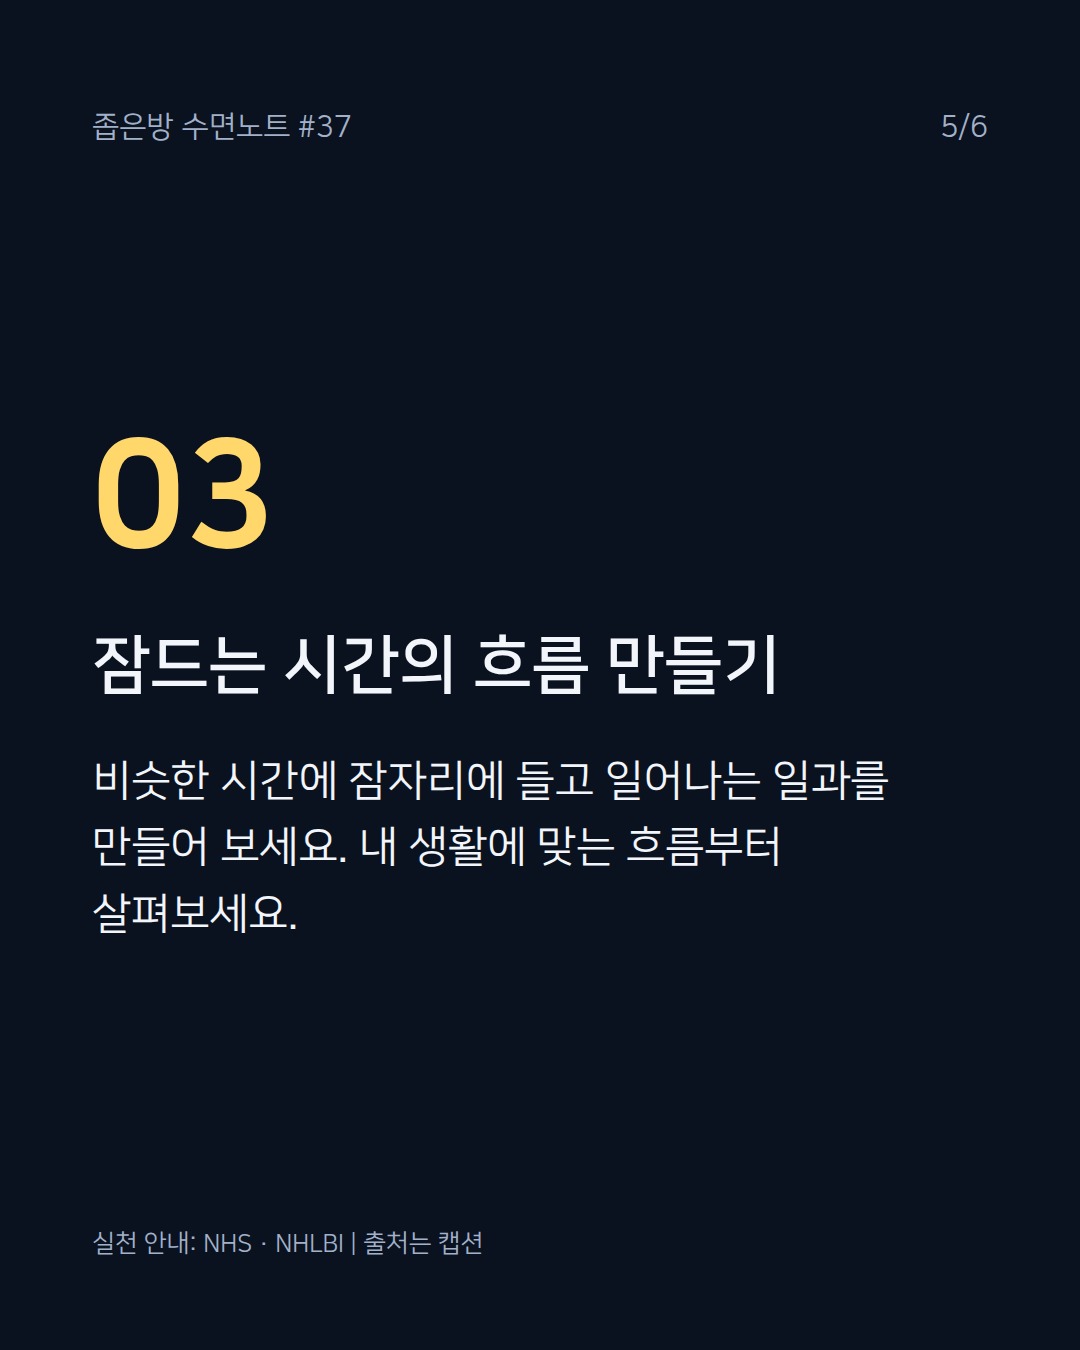 좁은방 수면노트 #37
5/6
03
잠드는 시간의 흐름 만들기
비슷한 시간에 잠자리에 들고 일어나는 일과를
만들어 보세요. 내 생활에 맞는 흐름부터
살펴보세요.
실천 안내: NHS · NHLBI | 출처는 캡션